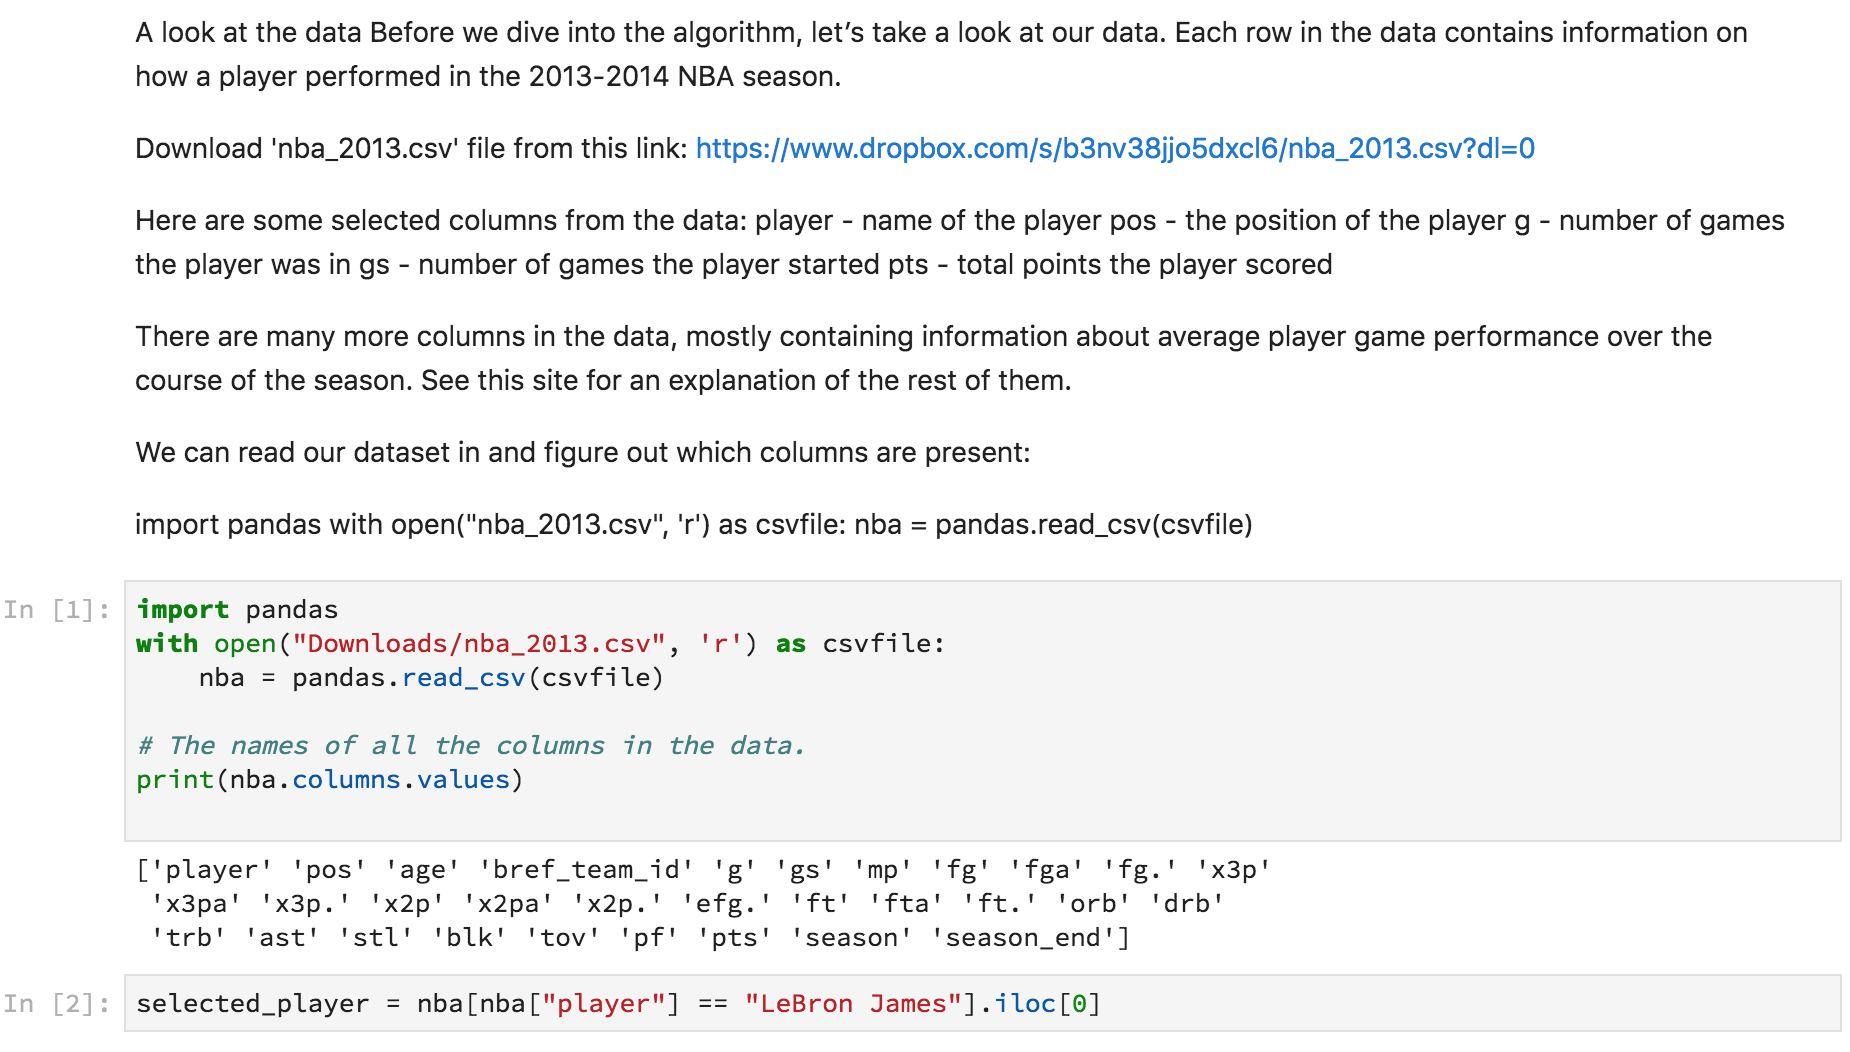 A look at the data Before we dive into the algorithm, let’s take a look at our data. Each row in the data contains information on
how a player performed in the 2013-2014 NBA season.
Download 'nba_2013.csv' file from this link: https://www.dropbox.com/s/b3nv38jjo5dxcl6/nba_2013.csv?dl=0
Here are some selected columns from the data: player - name of the player pos - the position of the player g - number of games
the player was in gs - number of games the player started pts - total points the player scored
There are many more columns in the data, mostly containing information about average player game performance over the
course of the season. See this site for an explanation of the rest of them.
We can read our dataset in and figure out which columns are present:
import pandas with open("nba_2013.csv", 'r') as csvfile: nba = pandas.read_csv(csvfile)
In [1]: import pandas
with open("Downloads/nba_2013.csv", 'r') as csvfile:
    nba = pandas.read_csv(csvfile)
# The names of all the columns in the data.
print(nba.columns.values)
['player' 'pos' 'age' 'bref_team_id' 'g' 'gs' 'mp' 'fg' 'fga' 'fg.' 'x3p'
 'x3pa' 'x3p.' 'x2p' 'x2pa' 'x2p.' 'efg.' 'ft' 'fta' 'ft.' 'orb' 'drb'
 'trb' 'ast' 'stl' 'blk' 'tov' 'pf' 'pts' 'season' 'season_end']
In [2]: selected_player = nba[nba["player"] == "LeBron James"].iloc[0]